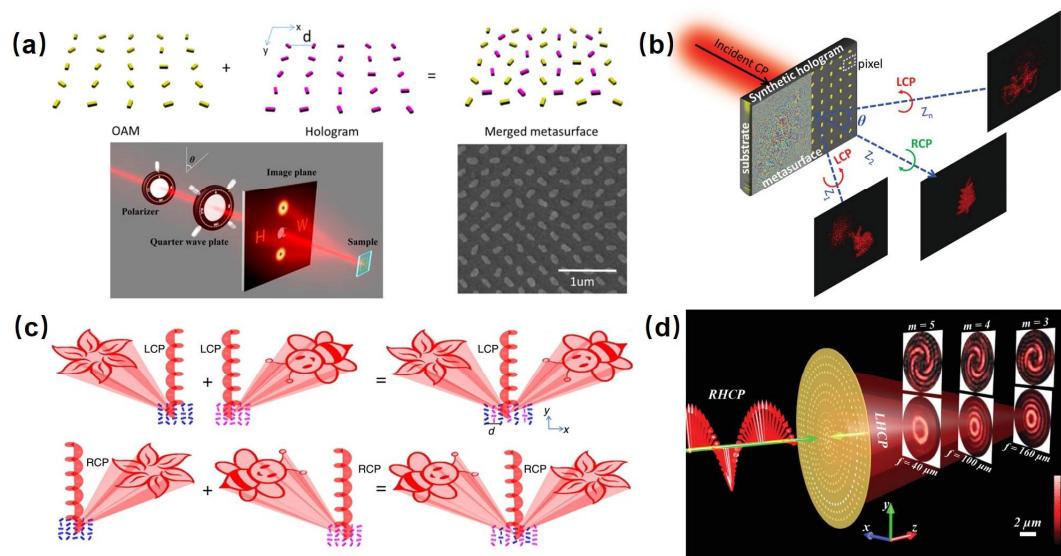 (a)
x
y
d
+
=
OAM
Hologram
Merged metasurface
θ
Polarizer
Quarter wave plate
Image plane
H
W
Sample
1um
(b)
Incident CP
Synthetic hologram
pixel
substrate
metasurface
θ
LCP
Zn
RCP
Z2
LCP
Z1
(c)
LCP
+
LCP
=
LCP
d
y
x
RCP
+
RCP
=
RCP
(d)
m = 5
m = 4
m = 3
RHCP
LHCP
f = 40 μm
f = 100 μm
f = 160 μm
y
x
z
2 μm